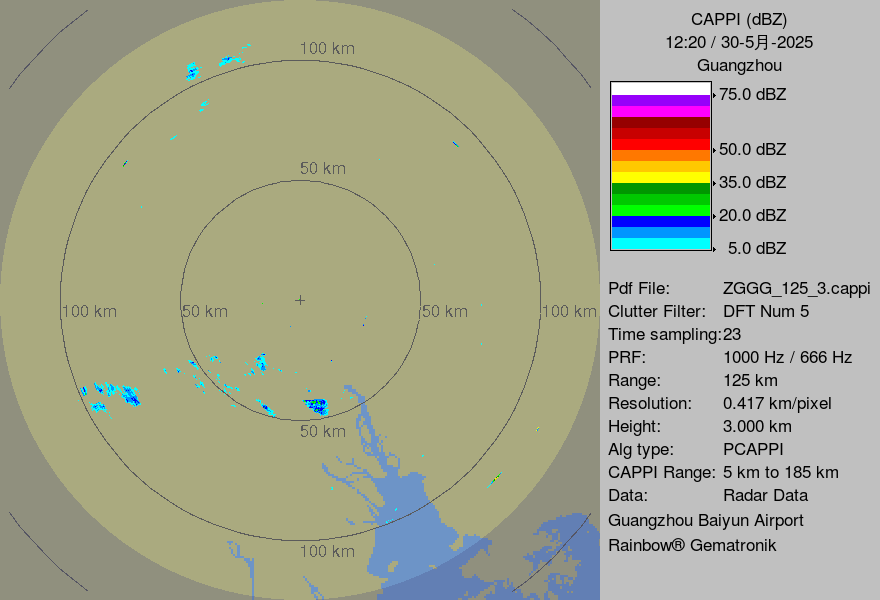 100 km
50 km
100 km
50 km
50 km
100 km
50 km
100 km
CAPPI (dBZ)
12:20 / 30-5月-2025
Guangzhou
75.0 dBZ
50.0 dBZ
35.0 dBZ
20.0 dBZ
5.0 dBZ
Pdf File: ZGGG_125_3.cappi
Clutter Filter: DFT Num 5
Time sampling:23
PRF: 1000 Hz / 666 Hz
Range: 125 km
Resolution: 0.417 km/pixel
Height: 3.000 km
Alg type: PCAPPI
CAPPI Range: 5 km to 185 km
Data: Radar Data
Guangzhou Baiyun Airport
Rainbow® Gematronik